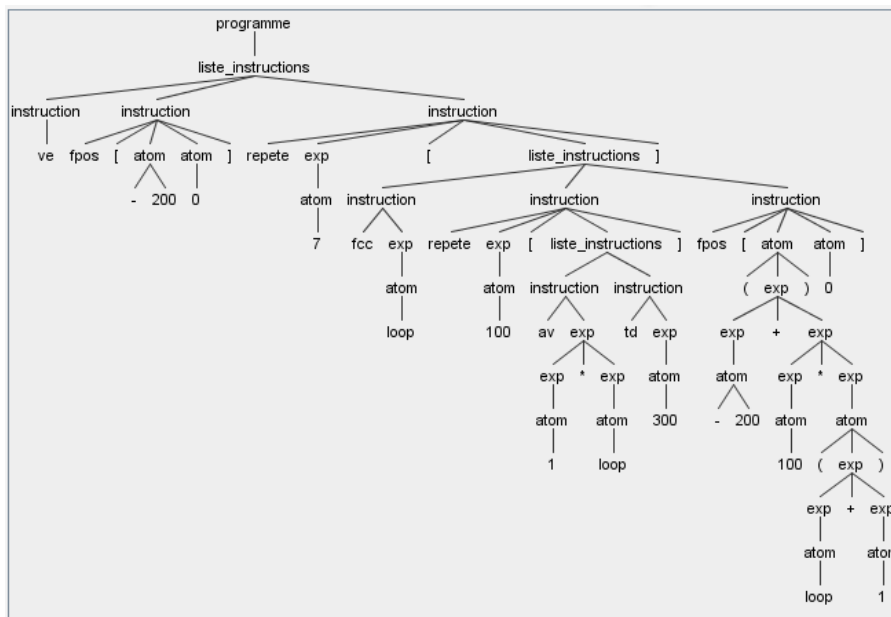 programme
liste_instructions
instruction instruction instruction
ve fpos [ atom atom ] repete exp [ liste_instructions ]
- 200 0 atom instruction instruction instruction
7 fcc exp repete exp [ liste_instructions ] fpos [ atom atom ]
atom atom instruction instruction ( exp ) 0
loop 100 av exp td exp exp + exp
exp * exp atom atom exp * exp
atom atom 300 - 200 atom atom
1 loop 100 ( exp )
exp + exp
atom atom
loop 1